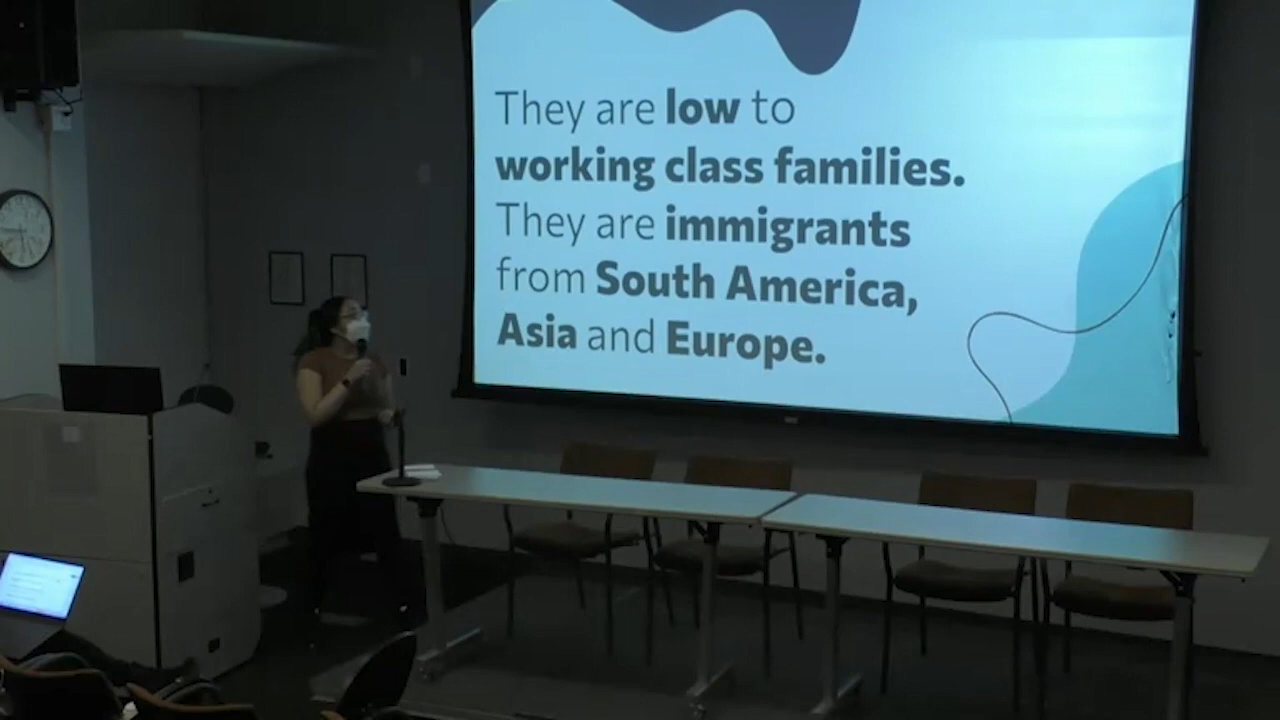 They are low to
working class families.
They are immigrants
from South America,
Asia and Europe.